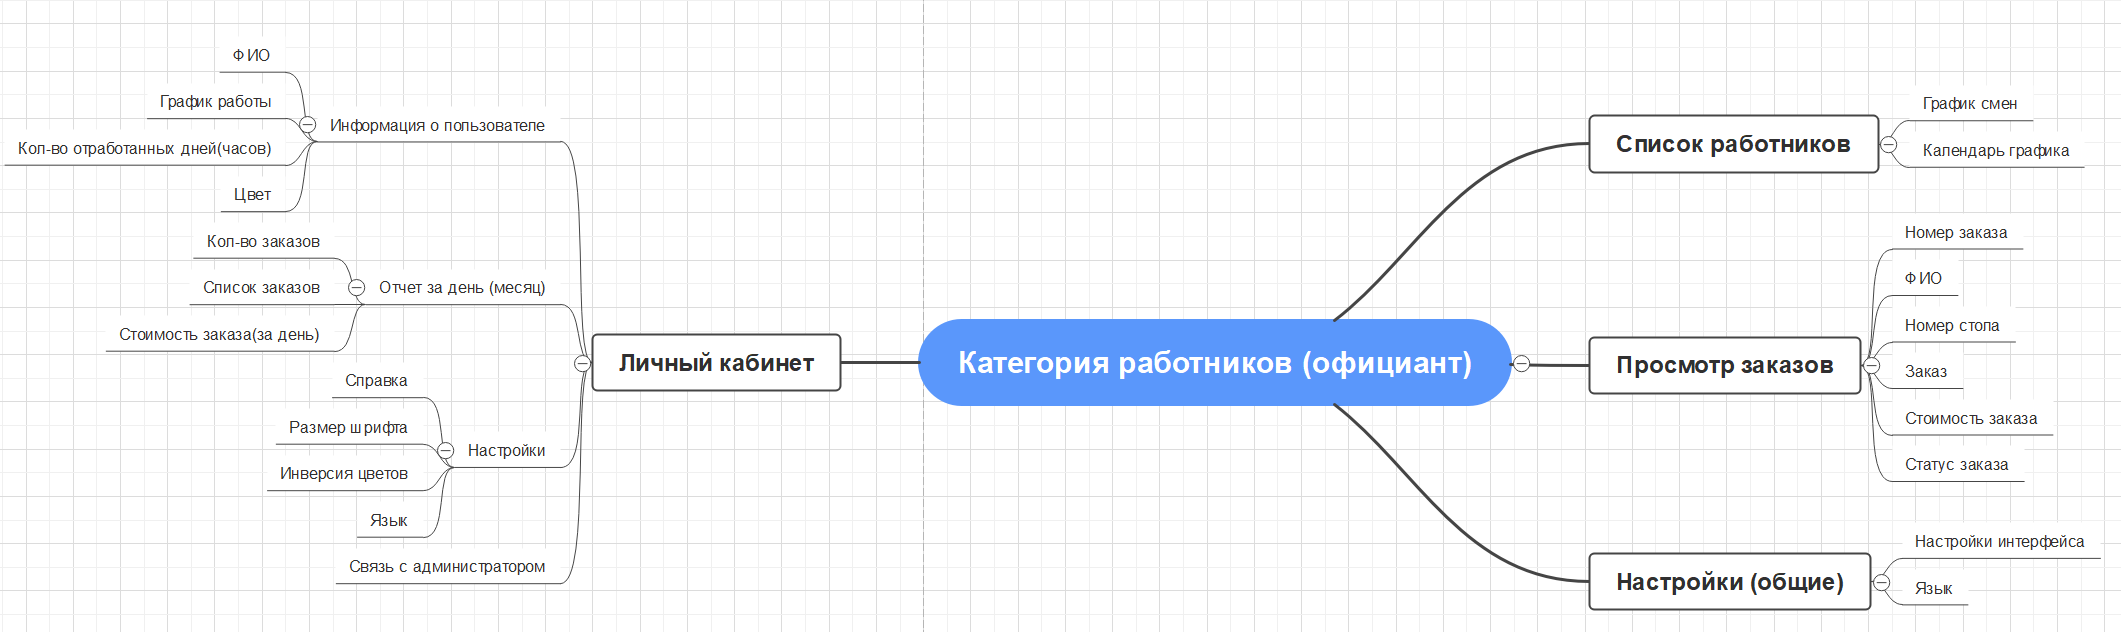 ФИО
График работы
Кол-во отработанных дней(часов)
Цвет
Информация о пользователе
Кол-во заказов
Список заказов
Стоимость заказа(за день)
Отчет за день (месяц)
Справка
Размер шрифта
Инверсия цветов
Язык
Настройки
Связь с администратором
Личный кабинет
Категория работников (официант)
Список работников
График смен
Календарь графика
Просмотр заказов
Номер заказа
ФИО
Номер стола
Заказ
Стоимость заказа
Статус заказа
Настройки (общие)
Настройки интерфейса
Язык